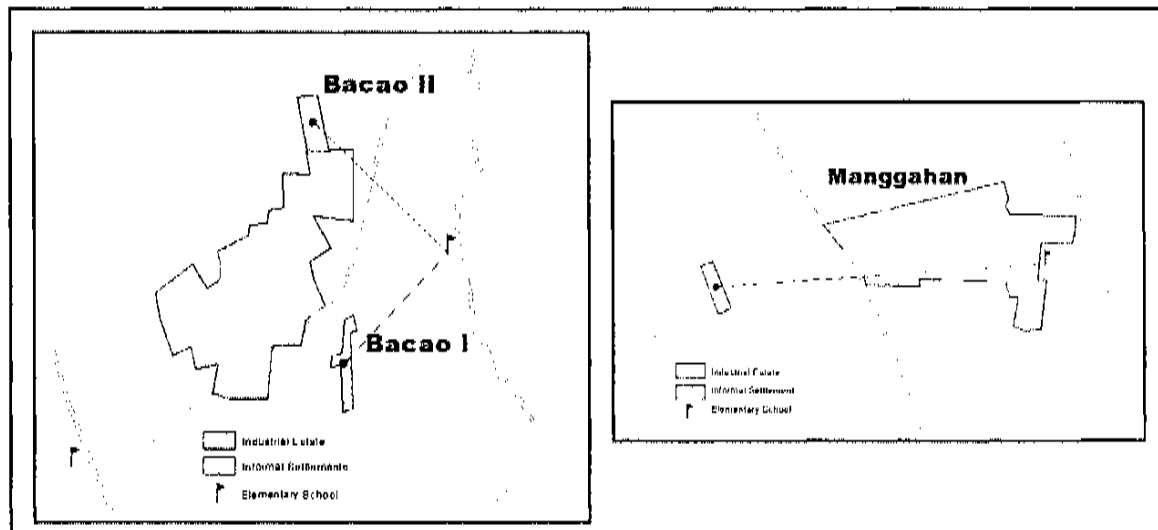 Bacao II
Bacao I
Industrial Estate
Informal Settlements
Elementary School
Manggahan
Industrial Estate
Informal Settlement
Elementary School